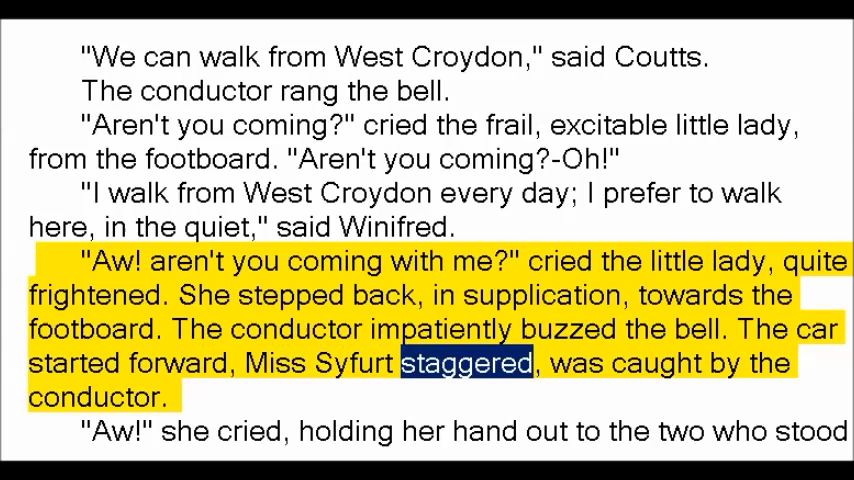 "We can walk from West Croydon," said Coutts.
The conductor rang the bell.
"Aren't you coming?" cried the frail, excitable little lady,
from the footboard. "Aren't you coming?-Oh!"
"I walk from West Croydon every day; I prefer to walk
here, in the quiet," said Winifred.
"Aw! aren't you coming with me?" cried the little lady, quite
frightened. She stepped back, in supplication, towards the
footboard. The conductor impatiently buzzed the bell. The car
started forward, Miss Syfurt staggered, was caught by the
conductor.
"Aw!" she cried, holding her hand out to the two who stood